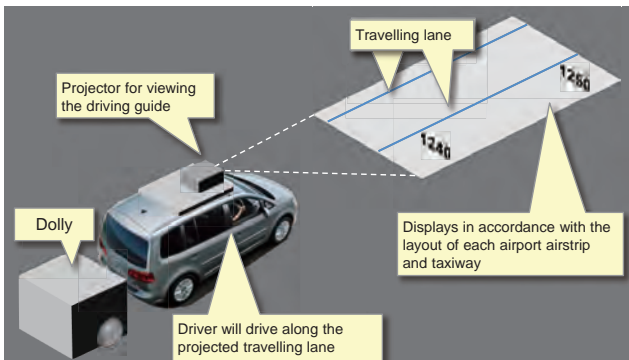 Travelling lane
Projector for viewing
the driving guide
1260
1240
Dolly
Displays in accordance with the
layout of each airport airstrip
and taxiway
Driver will drive along the
projected travelling lane